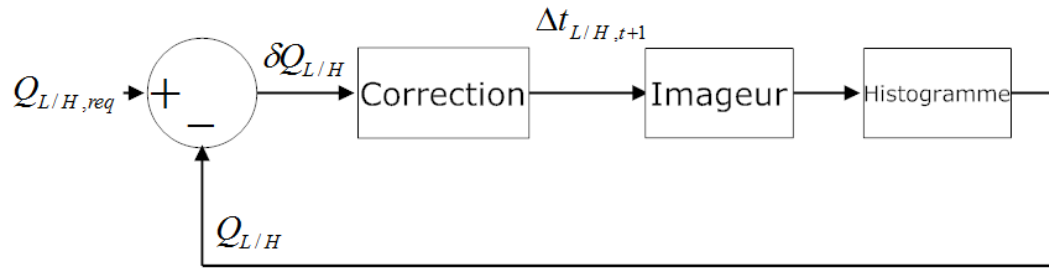 Δt_{L/H,t+1}
δQ_{L/H}
Q_{L/H,req} + Correction Imageur Histogramme
−
Q_{L/H}